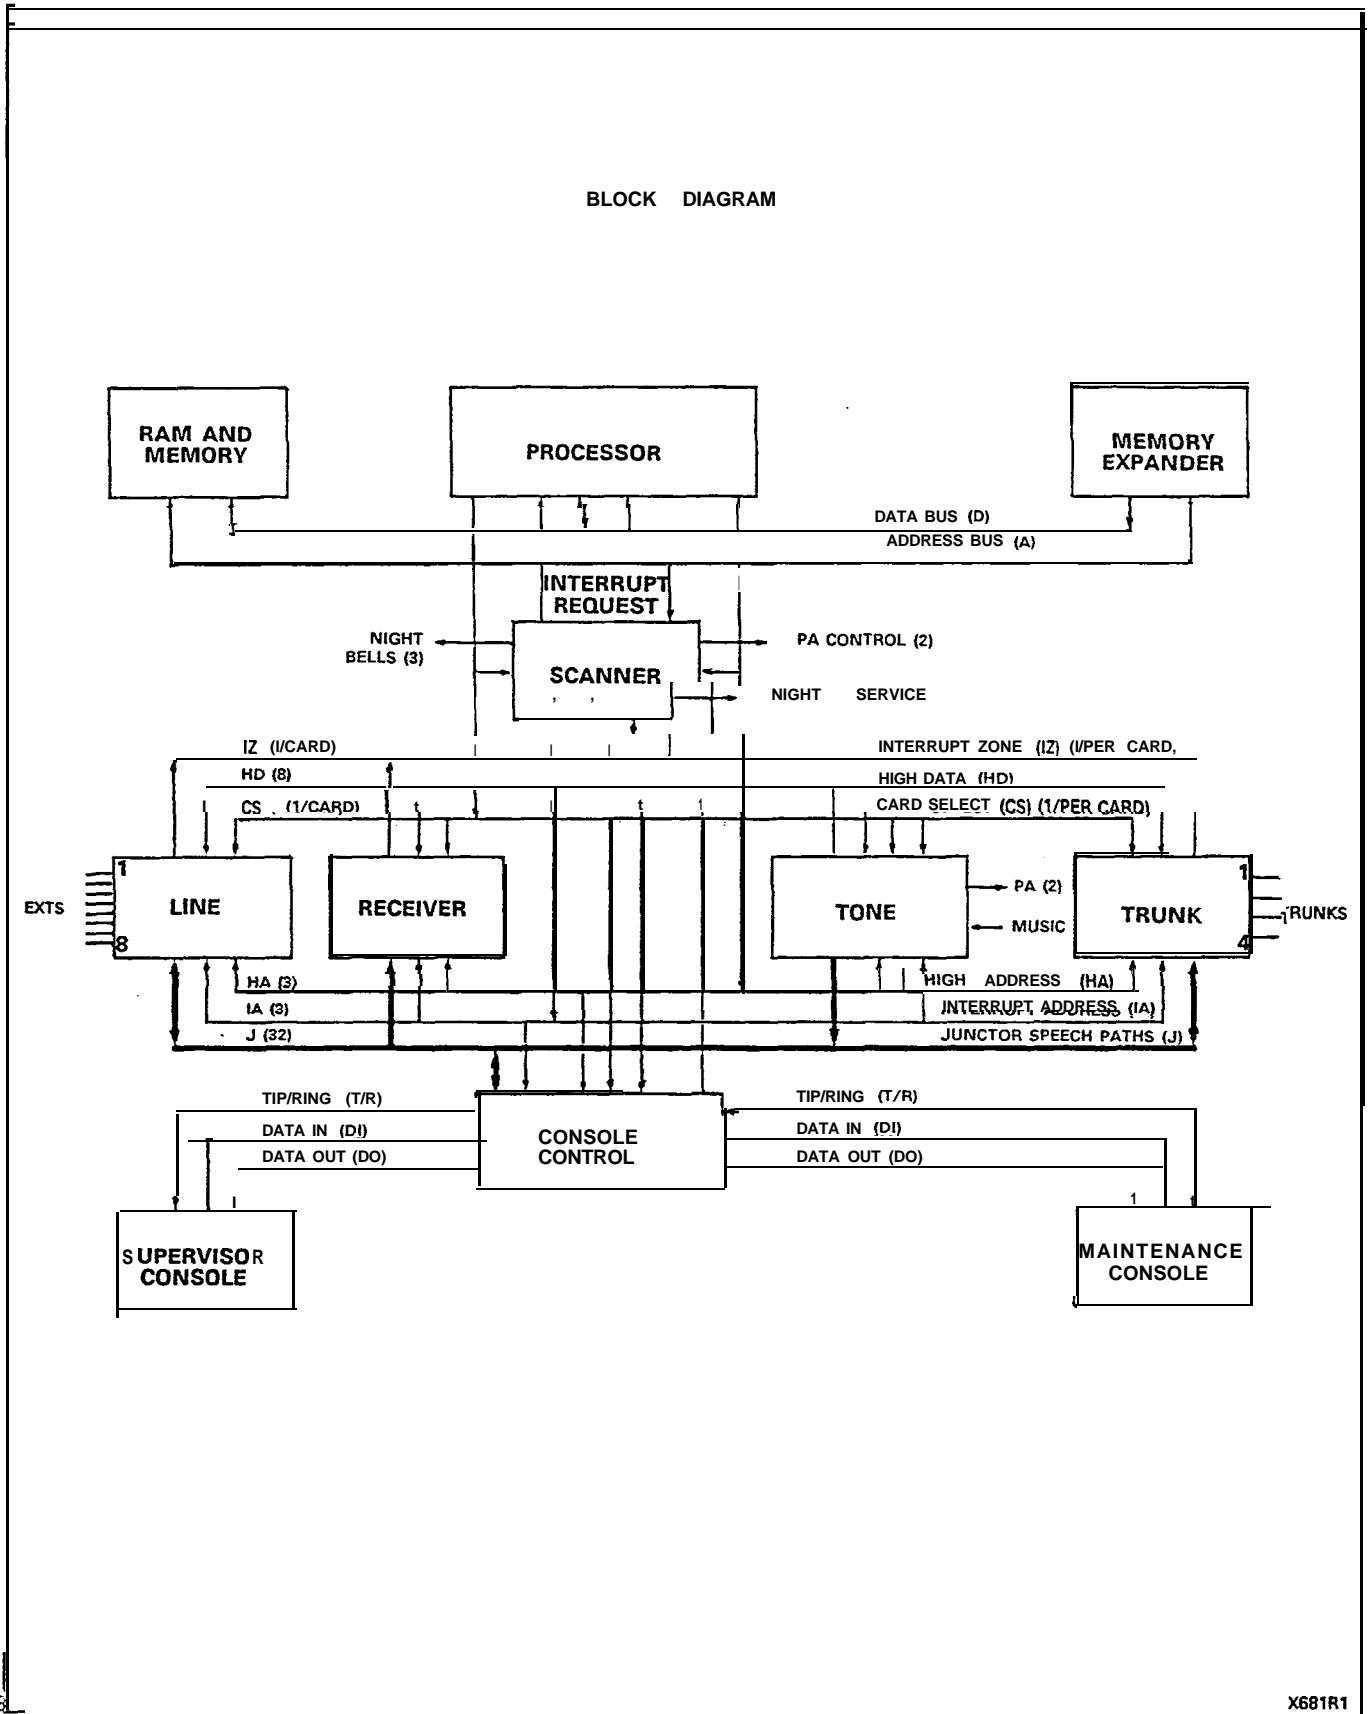 BLOCK DIAGRAM
RAM AND
MEMORY
PROCESSOR
MEMORY
EXPANDER
DATA BUS (D)
ADDRESS BUS (A)
INTERRUPT
REQUEST
NIGHT
BELLS (3)
PA CONTROL (2)
SCANNER
NIGHT SERVICE
IZ (I/CARD)
INTERRUPT ZONE (IZ) (I/PER CARD,
HD (8)
HIGH DATA (HD)
CS (1/CARD)
CARD SELECT (CS) (1/PER CARD)
1
1
EXTS
LINE
RECEIVER
TONE
PA (2)
MUSIC
TRUNK
TRUNKS
8
4
HA (3)
HIGH ADDRESS (HA)
IA (3)
INTERRUPT ADDRESS (IA)
J (32)
JUNCTOR SPEECH PATHS (J)
TIP/RING (T/R)
TIP/RING (T/R)
DATA IN (DI)
DATA IN (DI)
CONSOLE
CONTROL
DATA OUT (DO)
DATA OUT (DO)
SUPERVISOR
CONSOLE
MAINTENANCE
CONSOLE
X681R1